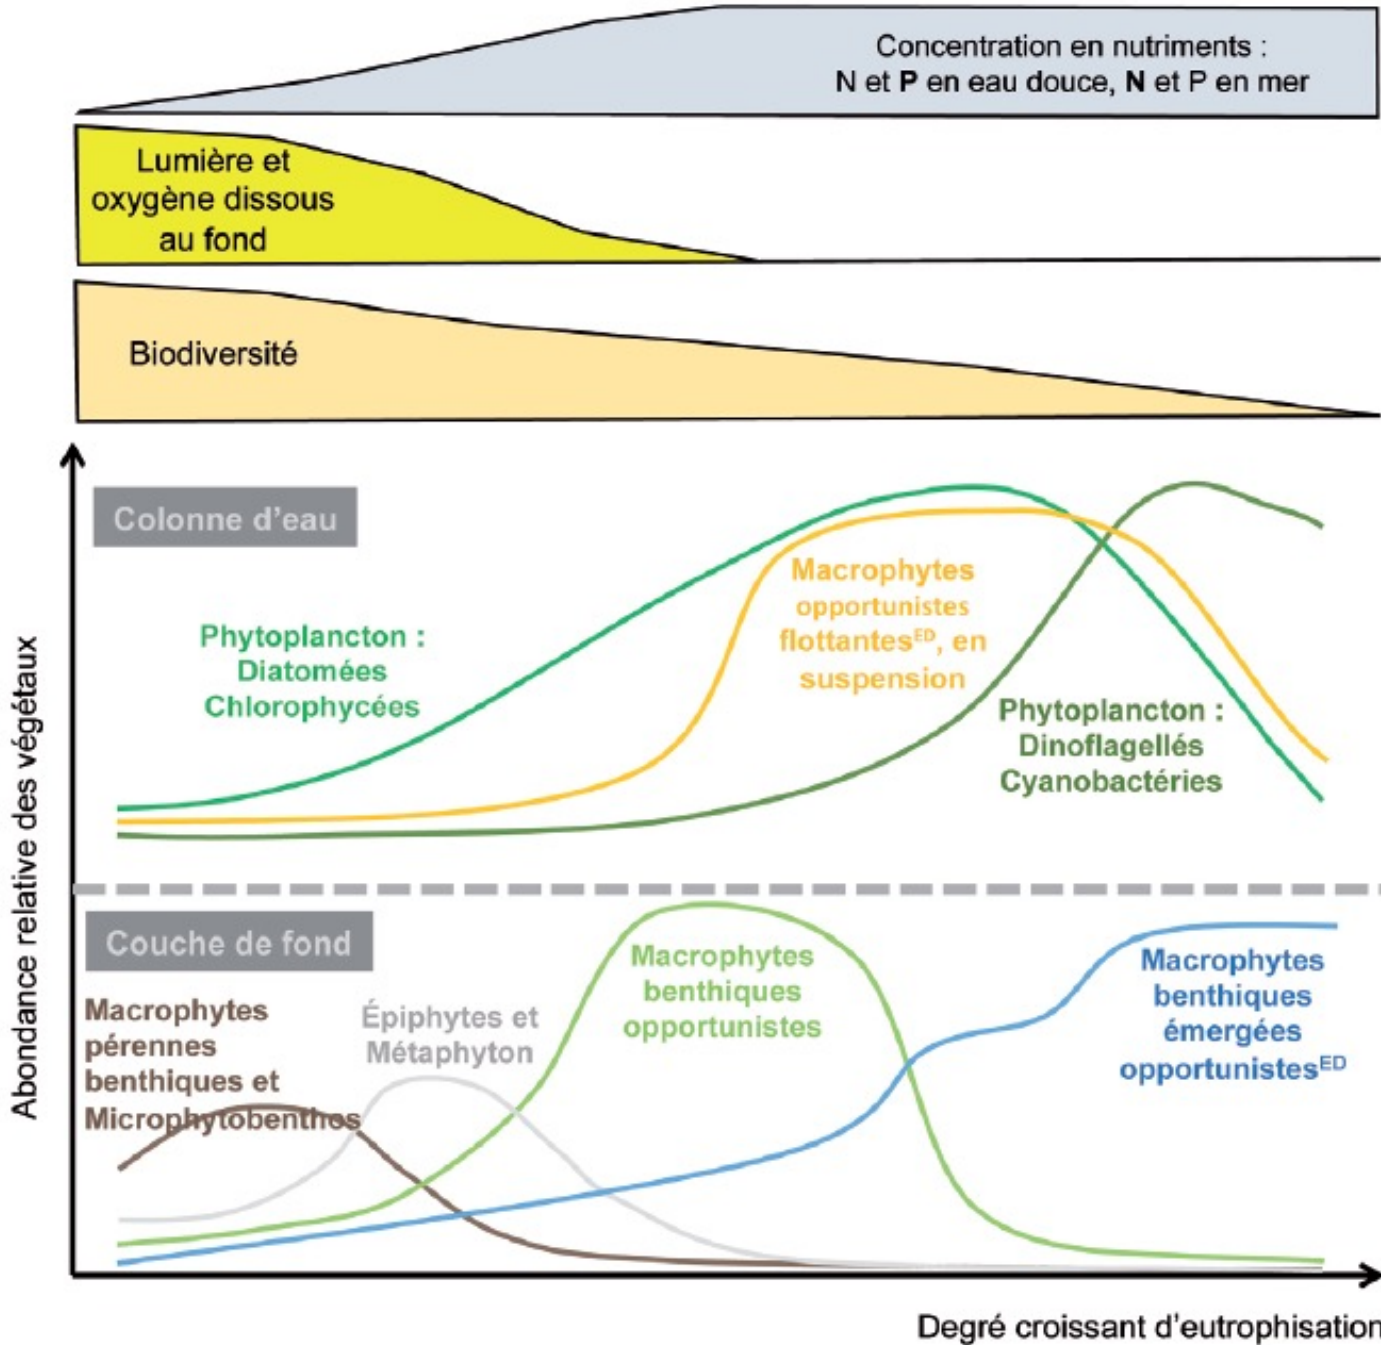 Concentration en nutriments :
N et P en eau douce, N et P en mer
Lumière et
oxygène dissous
au fond
Biodiversité
Abondance relative des végétaux
Colonne d'eau
Phytoplancton :
Diatomées
Chlorophycées
Macrophytes
opportunistes
flottantesᴱᴰ, en
suspension
Phytoplancton :
Dinoflagellés
Cyanobactéries
Couche de fond
Macrophytes
pérennes
benthiques et
Microphytobenthos
Épiphytes et
Métaphyton
Macrophytes
benthiques
opportunistes
Macrophytes
benthiques
émergées
opportunistesᴱᴰ
Degré croissant d'eutrophisation